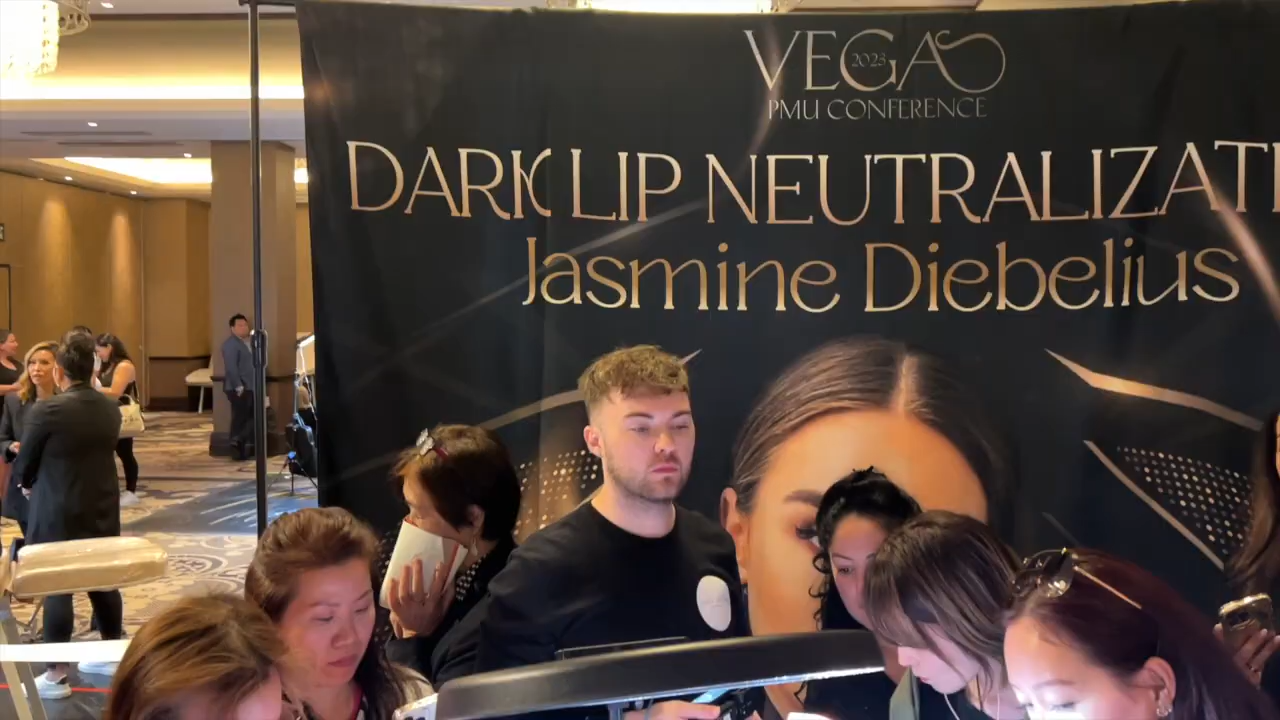 VEGAS
2023
PMU CONFERENCE
DARK LIP NEUTRALIZATI
Jasmine Diebelius